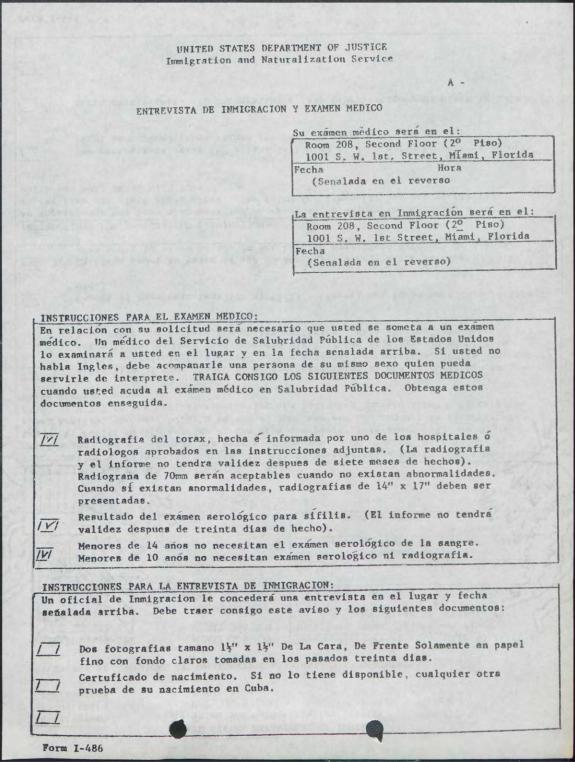 UNITED STATES DEPARTMENT OF JUSTICE
Immigration and Naturalization Service
A -
ENTREVISTA DE INMIGRACION Y EXAMEN MEDICO
Su exámen médico será en el:
Room 208, Second Floor (2º Piso)
1001 S. W. 1st. Street, Miami, Florida
Fecha Hora
(Senalada en el reverso
La entrevista en Inmigración será en el:
Room 208, Second Floor (2º Piso)
1001 S. W. 1st Street, Miami, Florida
Fecha
(Senalada en el reverso)
INSTRUCCIONES PARA EL EXAMEN MEDICO:
En relación con su solicitud será necesario que usted se someta a un exámen
médico. Un médico del Servicio de Salubridad Pública de los Estados Unidos
lo examinará a usted en el lugar y en la fecha senalada arriba. Si usted no
habla Ingles, debe acompanarle una persona de su mismo sexo quien pueda
servirle de interprete. TRAIGA CONSIGO LOS SIGUIENTES DOCUMENTOS MEDICOS
cuando usted acuda al exámen médico en Salubridad Pública. Obtenga estos
documentos enseguida.
Radiografia del torax, hecha é informada por uno de los hospitales ó
radiologos aprobados en las instrucciones adjuntas. (La radiografia
y el informe no tendra validez despues de siete meses de hechos).
Radiograna de 70mm serán aceptables cuando no existan abnormalidades.
Cuando sí existan anormalidades, radiografias de 14" x 17" deben ser
presentadas.
Resultado del exámen serológico para sífilis. (El informe no tendrá
validez despues de treinta días de hecho).
Menores de 14 años no necesitan el exámen serológico de la sangre.
Menores de 10 anós no necesitan exámen serológico ni radiografia.
INSTRUCCIONES PARA LA ENTREVISTA DE INMIGRACION:
Un oficial de Inmigracion le concederá una entrevista en el lugar y fecha
señalada arriba. Debe traer consigo este aviso y los siguientes documentos:
Dos fotografias tamano 1½" x 1½" De La Cara, De Frente Solamente en papel
fino con fondo claros tomadas en los pasados treinta dias.
Certuficado de nacimiento. Si no lo tiene disponible, cualquier otra
prueba de su nacimiento en Cuba.
Form I-486